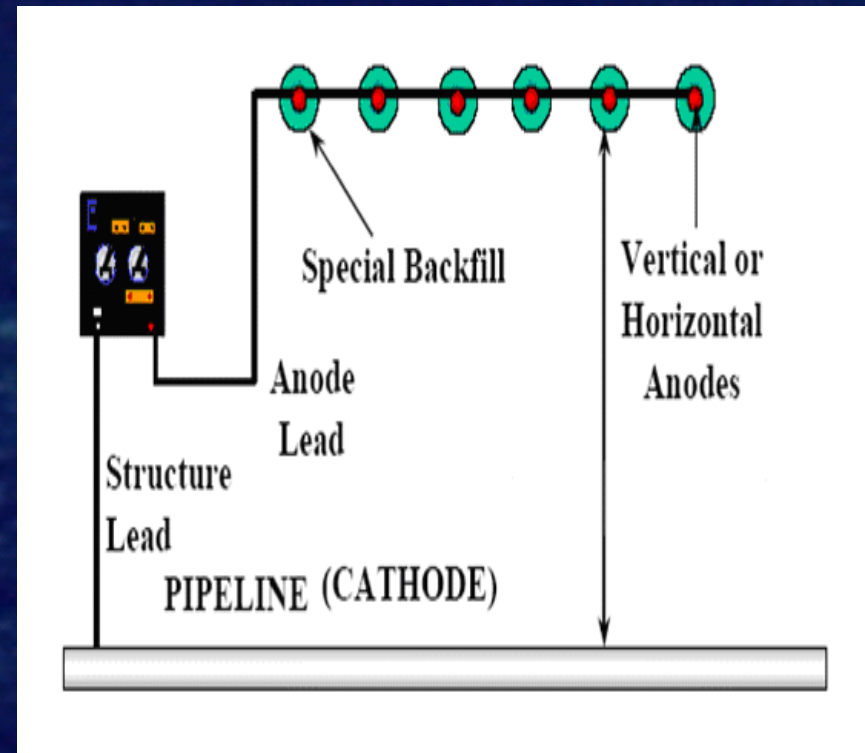 Special Backfill
Vertical or
Horizontal
Anodes
Anode
Lead
Structure
Lead
PIPELINE (CATHODE)